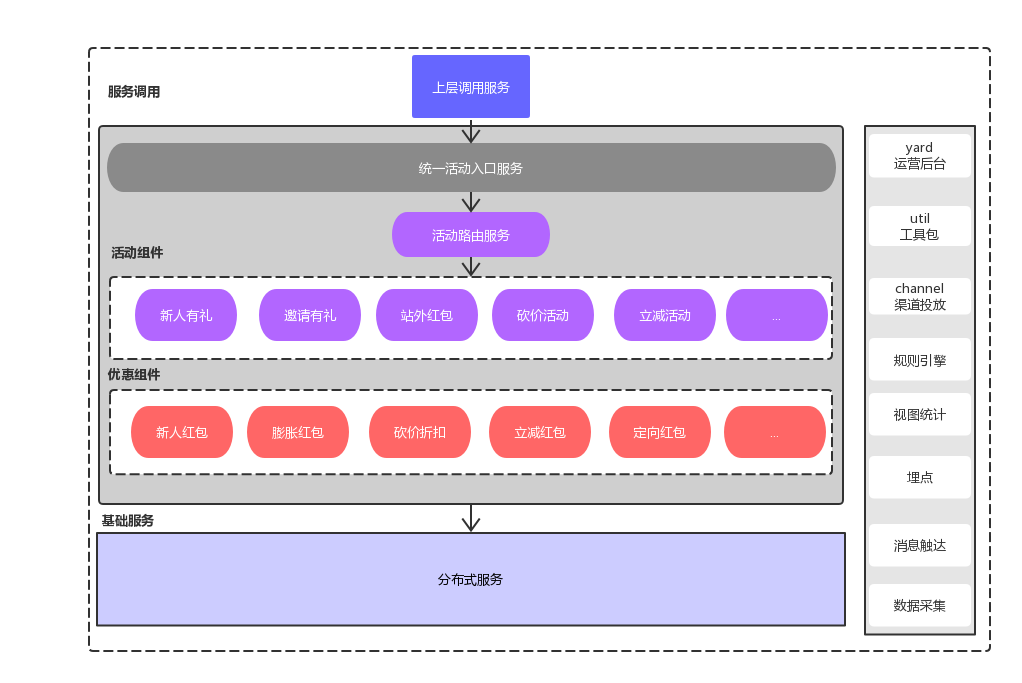 服务调用
上层调用服务
统一活动入口服务
活动路由服务
活动组件
新人有礼
邀请有礼
站外红包
砍价活动
立减活动
...
优惠组件
新人红包
膨胀红包
砍价折扣
立减红包
定向红包
...
基础服务
分布式服务
yard
运营后台
util
工具包
channel
渠道投放
规则引擎
视图统计
埋点
消息触达
数据采集